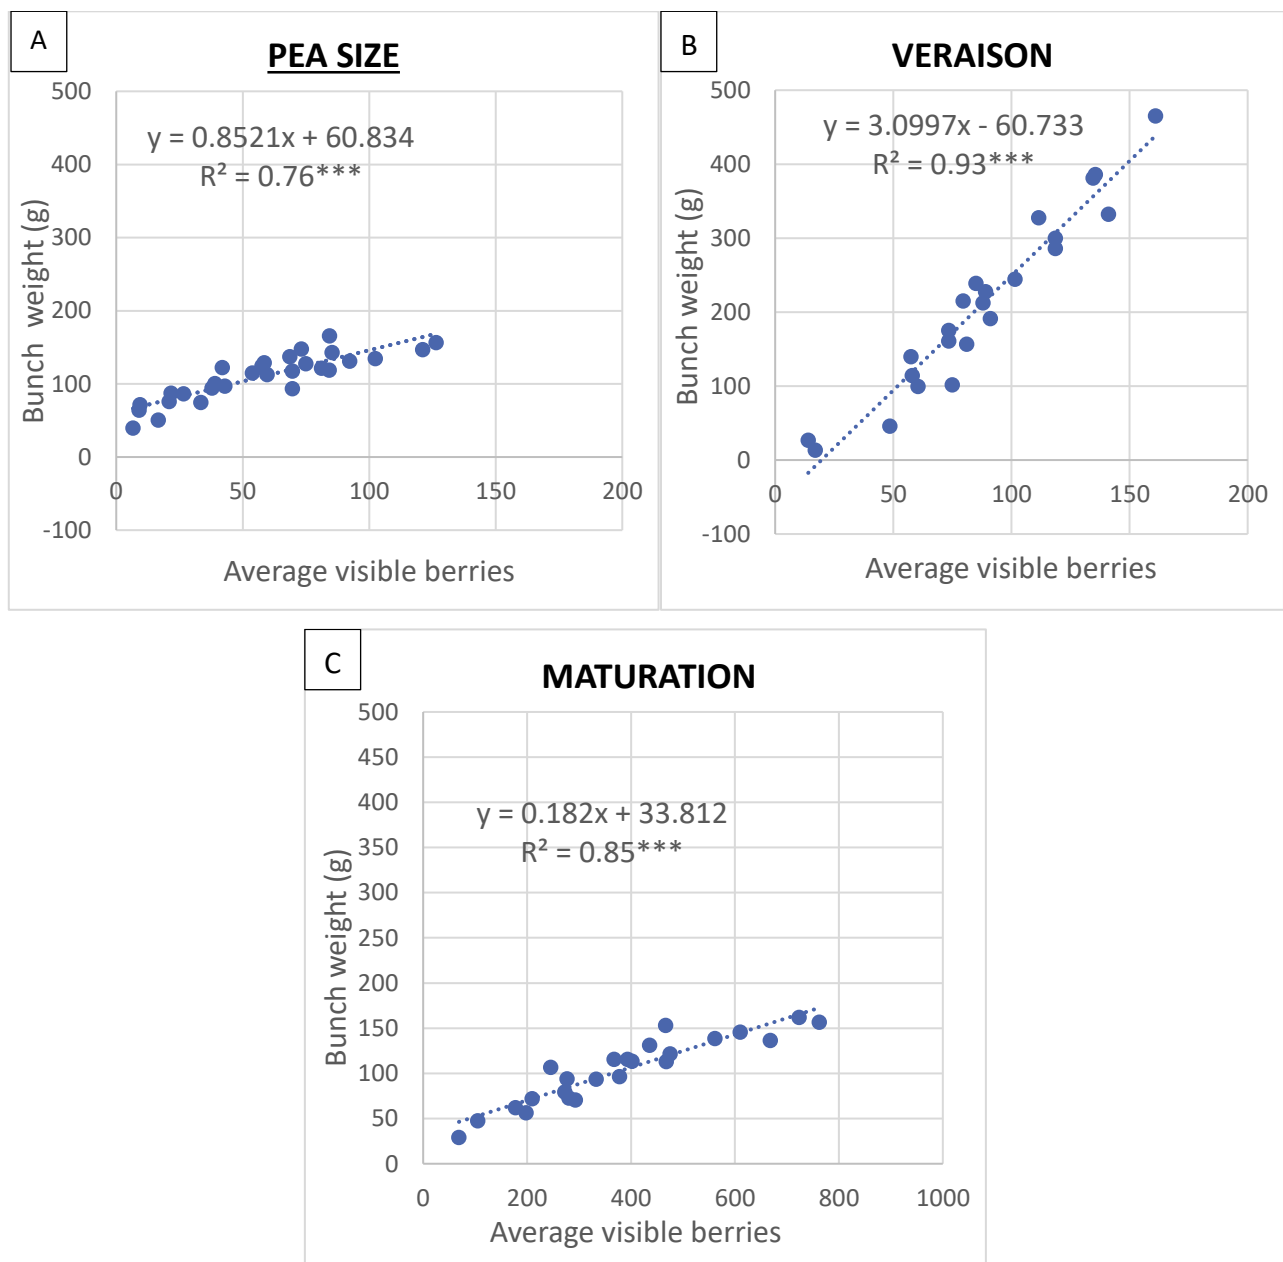 A
PEA SIZE
500
400
300
200
100
0
-100
0 50 100 150 200
y = 0.8521x + 60.834
R² = 0.76***
Bunch weight (g)
Average visible berries
B
VERAISON
500
400
300
200
100
0
-100
0 50 100 150 200
y = 3.0997x - 60.733
R² = 0.93***
Bunch weight (g)
Average visible berries
C
MATURATION
500
450
400
350
300
250
200
150
100
50
0
0 200 400 600 800 1000
y = 0.182x + 33.812
R² = 0.85***
Bunch weight (g)
Average visible berries